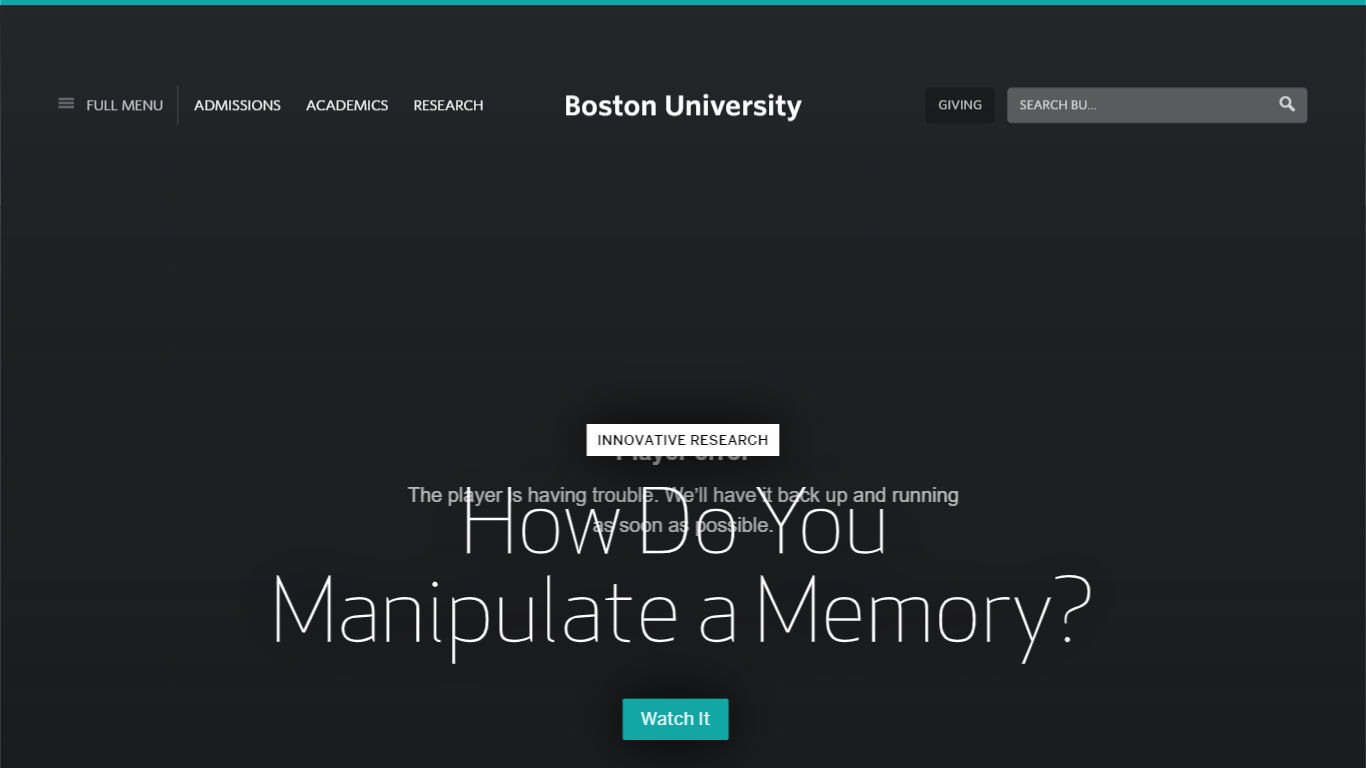 FULL MENU
ADMISSIONS
ACADEMICS
RESEARCH
Boston University
GIVING
SEARCH BU...
INNOVATIVE RESEARCH
Player error
The player is having trouble. We'll have it back up and running
as soon as possible.
How Do You
Manipulate a Memory?
Watch It